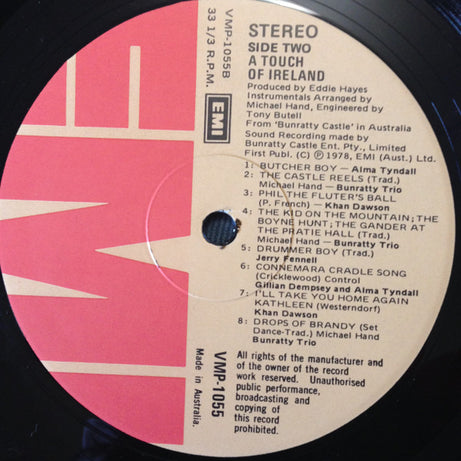 STEREO
SIDE TWO
A TOUCH
OF IRELAND
Produced by Eddie Hayes
Instrumentals Arranged by
Michael Hand, Engineered by
Tony Butell
From 'Bunratty Castle' in Australia
Sound Recording made by
Bunratty Castle Ent. Pty., Limited
First Publ. (C) Ⓟ 1978, EMI (Aust.) Ltd.
1: BUTCHER BOY – Alma Tyndall
2: THE CASTLE REELS (Trad.)
Michael Hand – Bunratty Trio
3: PHIL THE FLUTER'S BALL
(P. French) – Khan Dawson
4: THE KID ON THE MOUNTAIN; THE
BOYNE HUNT; THE GANDER AT
THE PRATIE HALL (Trad.)
Michael Hand – Bunratty Trio
5: DRUMMER BOY (Trad.)
Jerry Fennell
6: CONNEMARA CRADLE SONG
(Cricklewood) Control
Gillian Dempsey and Alma Tyndall
7: I'LL TAKE YOU HOME AGAIN
KATHLEEN (Westerndorf)
Khan Dawson
8: DROPS OF BRANDY (Set
Dance-Trad.) Michael Hand
Bunratty Trio
All rights of the manufacturer and
of the owner of the record
work reserved. Unauthorised
public performance,
broadcasting and
copying of
this record
prohibited.
VMP-1055B
33 1/3 R.P.M.
EMI
EMI
VMP-1055
Made in Australia.